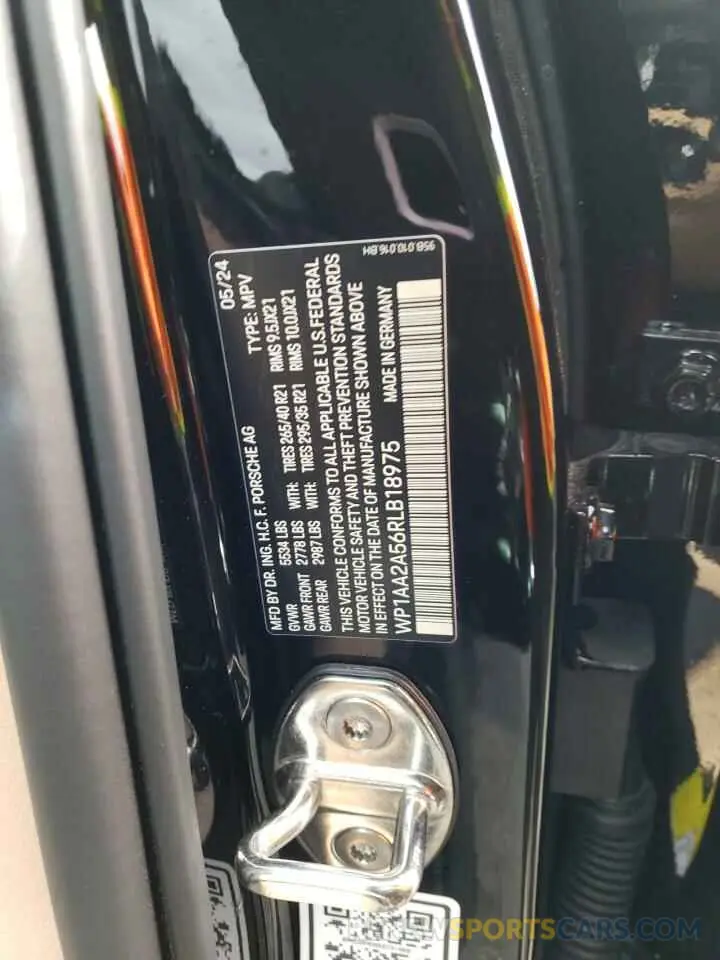 95B.010.016.BH
05/24
MFD BY DR. ING. H.C. F. PORSCHE AG TYPE: MPV
GVWR 5534 LBS WITH: TIRES 265/40 R21 RIMS 9.5JX21
GAWR FRONT 2778 LBS WITH: TIRES 295/35 R21 RIMS 10.0JX21
GAWR REAR 2987 LBS
THIS VEHICLE CONFORMS TO ALL APPLICABLE U.S.FEDERAL
MOTOR VEHICLE SAFETY AND THEFT PREVENTION STANDARDS
IN EFFECT ON THE DATE OF MANUFACTURE SHOWN ABOVE
WP1AA2A56RLB18975 MADE IN GERMANY
NEWSPORTSCARS.COM